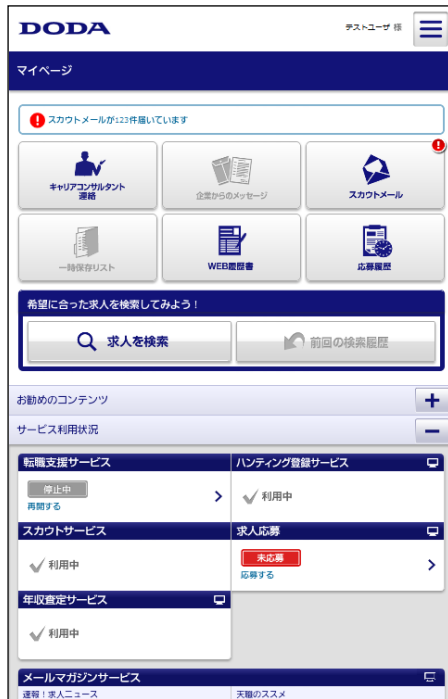 DODA
テストユーザ 様
マイページ
スカウトメールが123件届いています
キャリアコンサルタント
連絡
企業からのメッセージ
スカウトメール
一時保存リスト
WEB履歴書
応募履歴
希望に合った求人を検索してみよう！
求人を検索
前回の検索履歴
お勧めのコンテンツ
サービス利用状況
転職支援サービス
ハンティング登録サービス
停止中
再開する
利用中
スカウトサービス
求人応募
利用中
未応募
応募する
年収査定サービス
利用中
メールマガジンサービス
速報！求人ニュース
天職のススメ